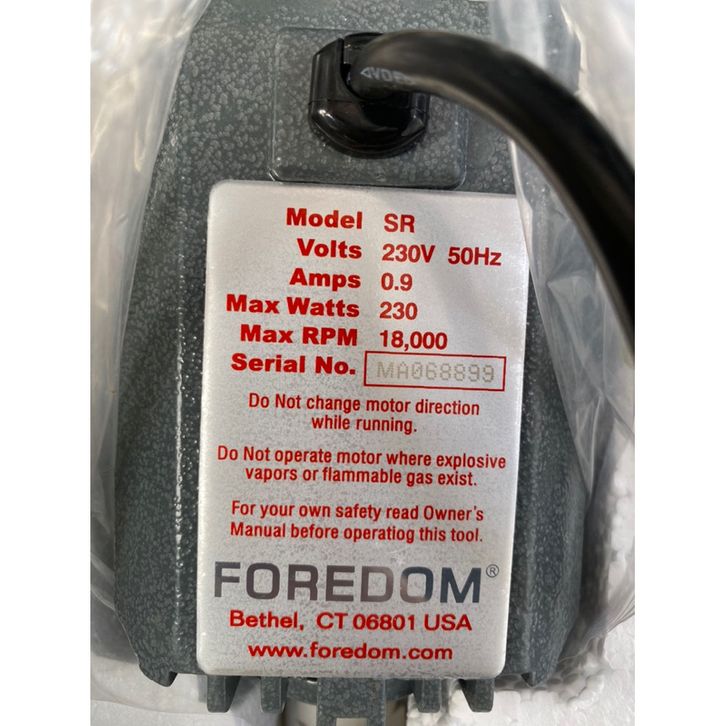 Model SR
Volts 230V 50Hz
Amps 0.9
Max Watts 230
Max RPM 18,000
Serial No. MA068899
Do Not change motor direction
while running.
Do Not operate motor where explosive
vapors or flammable gas exist.
For your own safety read Owner's
Manual before operatiog this tool.
FOREDOM®
Bethel, CT 06801 USA
www.foredom.com